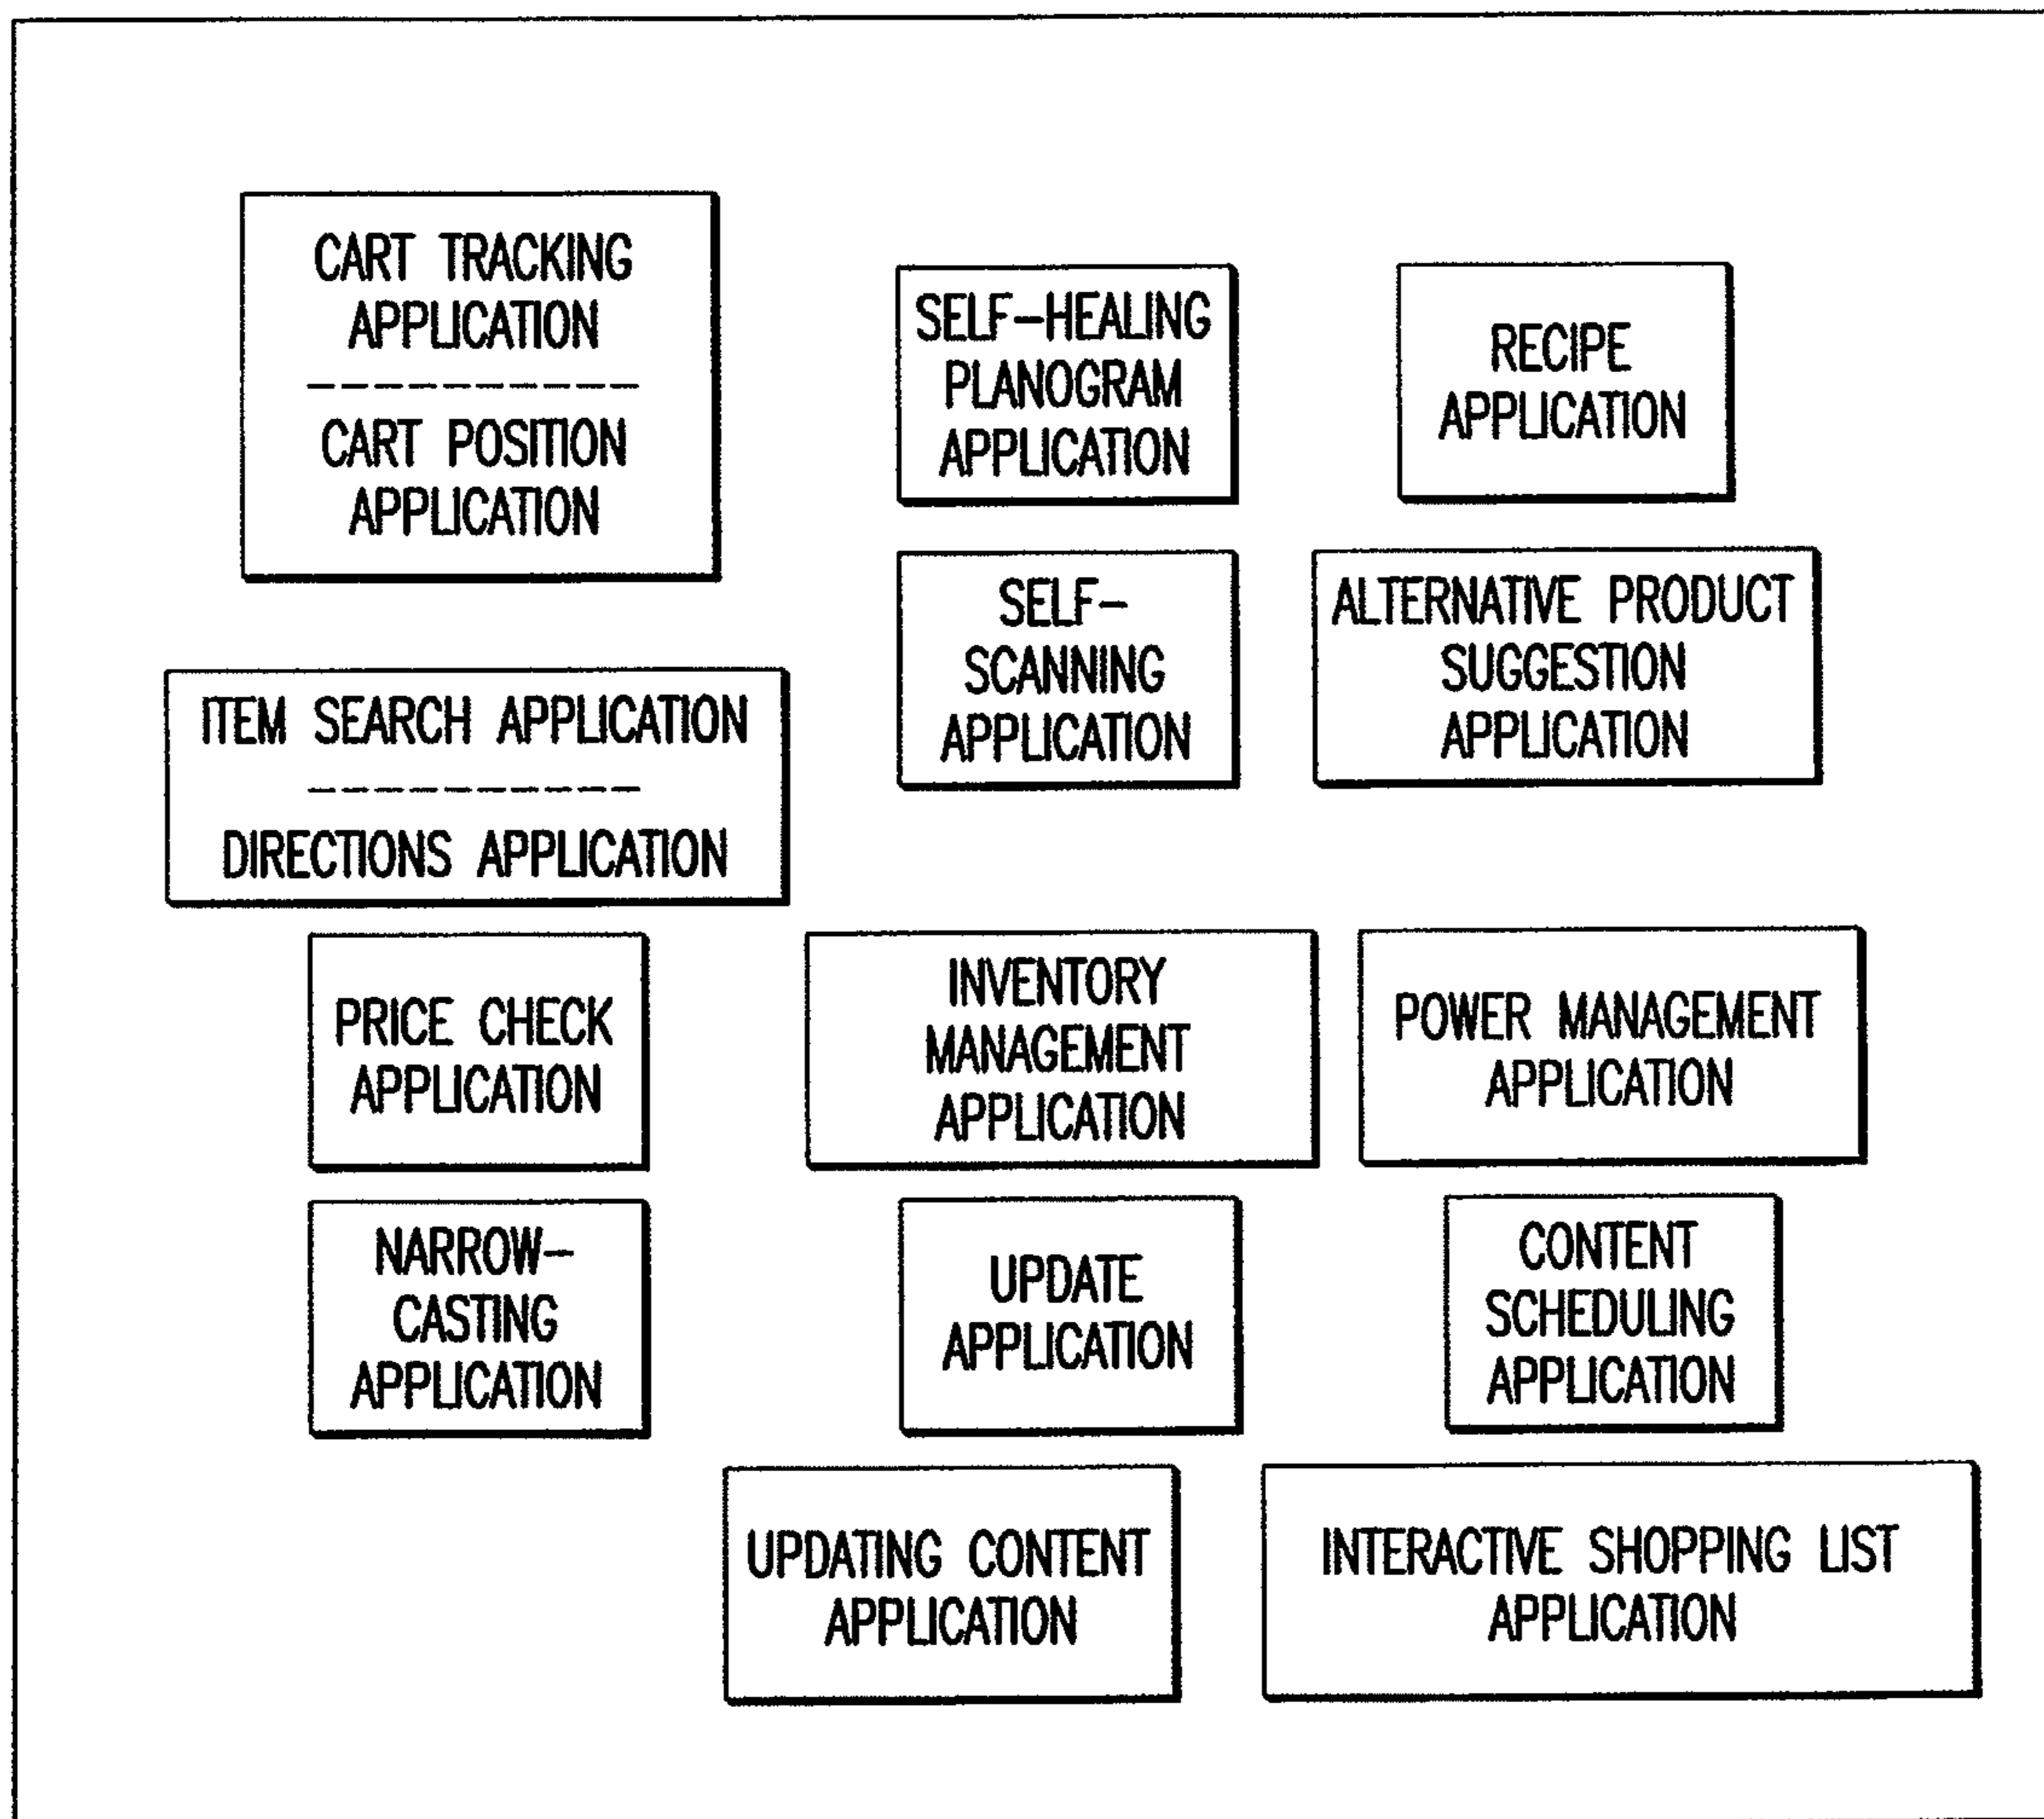 CART TRACKING
APPLICATION
CART POSITION
APPLICATION
SELF-HEALING
PLANOGRAM
APPLICATION
RECIPE
APPLICATION
SELF-
SCANNING
APPLICATION
ALTERNATIVE PRODUCT
SUGGESTION
APPLICATION
ITEM SEARCH APPLICATION
DIRECTIONS APPLICATION
PRICE CHECK
APPLICATION
INVENTORY
MANAGEMENT
APPLICATION
POWER MANAGEMENT
APPLICATION
NARROW-
CASTING
APPLICATION
UPDATE
APPLICATION
CONTENT
SCHEDULING
APPLICATION
UPDATING CONTENT
APPLICATION
INTERACTIVE SHOPPING LIST
APPLICATION